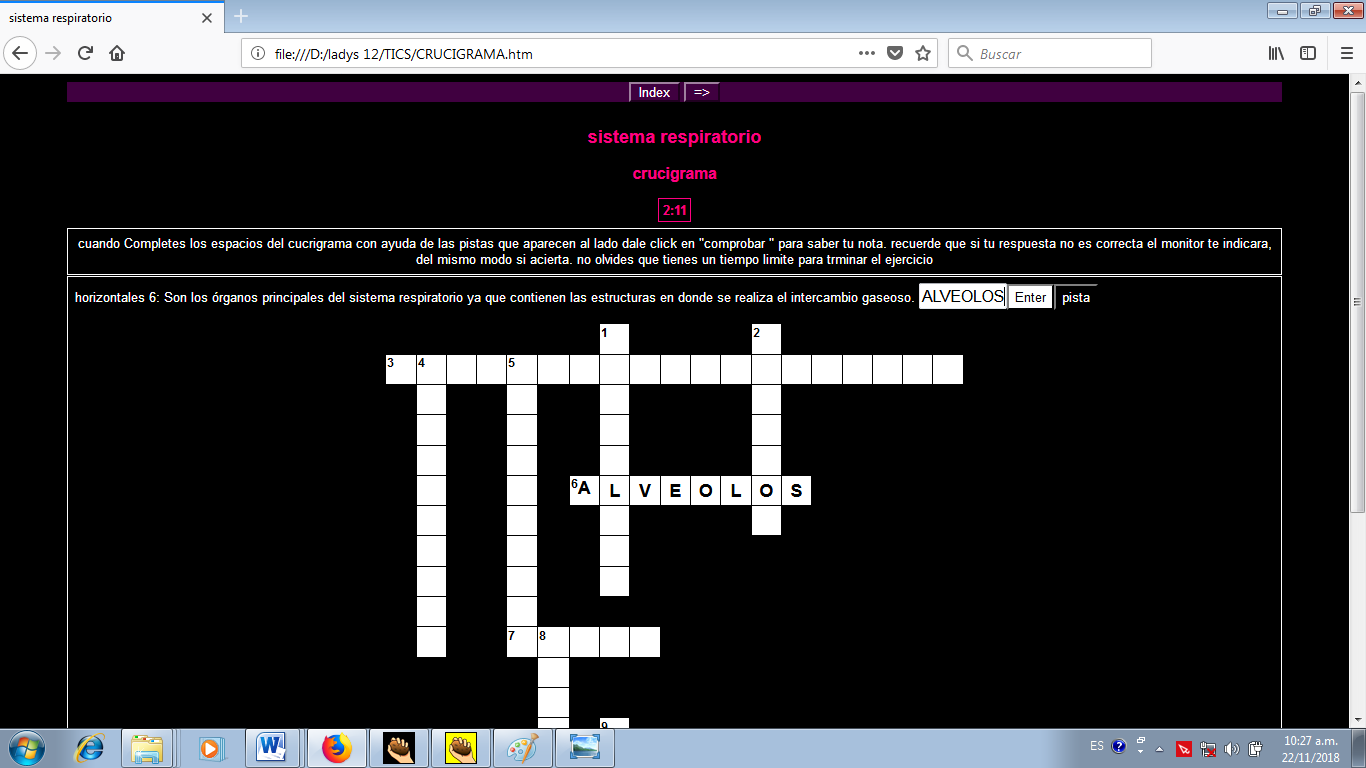 sistema respiratorio
file:///D:/ladys 12/TICS/CRUCIGRAMA.htm
Buscar
Index =>
sistema respiratorio
crucigrama
2:11
cuando Completes los espacios del cucrigrama con ayuda de las pistas que aparecen al lado dale click en "comprobar " para saber tu nota. recuerde que si tu respuesta no es correcta el monitor te indicara,
del mismo modo si acierta. no olvides que tienes un tiempo limite para trminar el ejercicio
horizontales 6: Son los órganos principales del sistema respiratorio ya que contienen las estructuras en donde se realiza el intercambio gaseoso. ALVEOLOS Enter pista
1 2
3 4 5
6 A L V E O L O S
7 8
9
ES
10:27 a.m.
22/11/2018